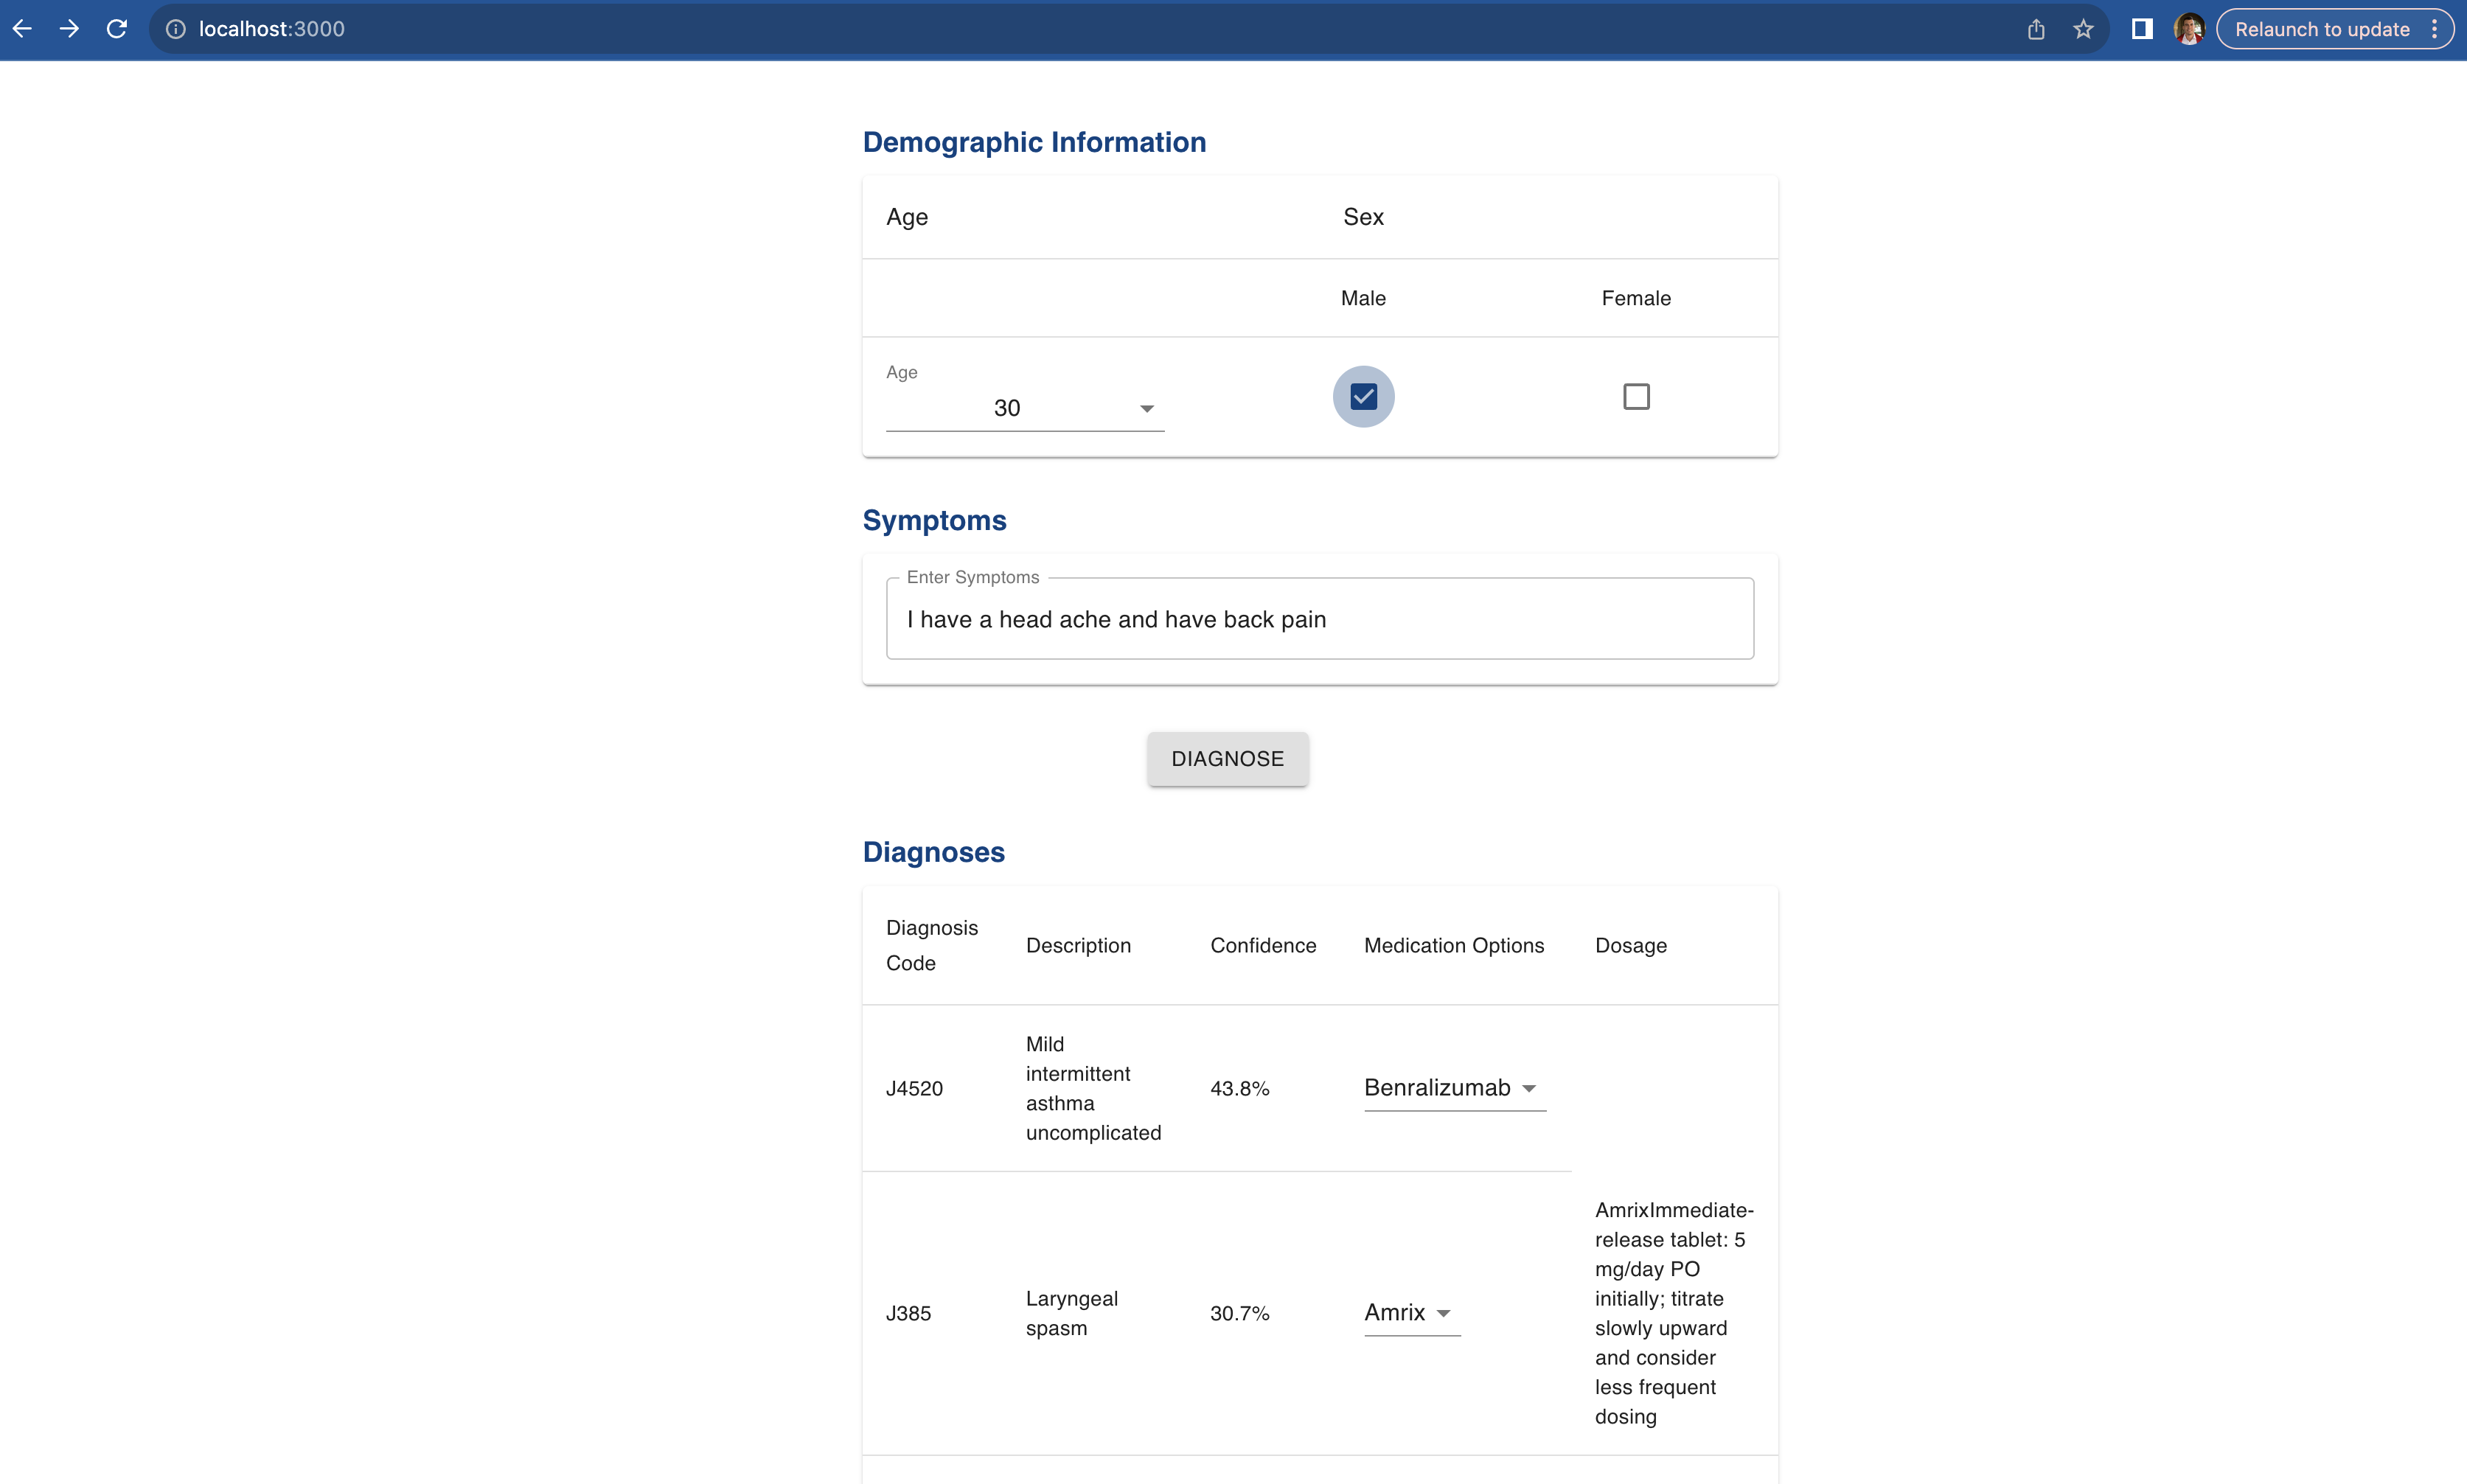 localhost:3000
Relaunch to update
Demographic Information
Age
Sex
Male
Female
Age
30
Symptoms
Enter Symptoms
I have a head ache and have back pain
DIAGNOSE
Diagnoses
Diagnosis
Code
Description
Confidence
Medication Options
Dosage
J4520
Mild
intermittent
asthma
uncomplicated
43.8%
Benralizumab
J385
Laryngeal
spasm
30.7%
Amrix
AmrixImmediate-
release tablet: 5
mg/day PO
initially; titrate
slowly upward
and consider
less frequent
dosing